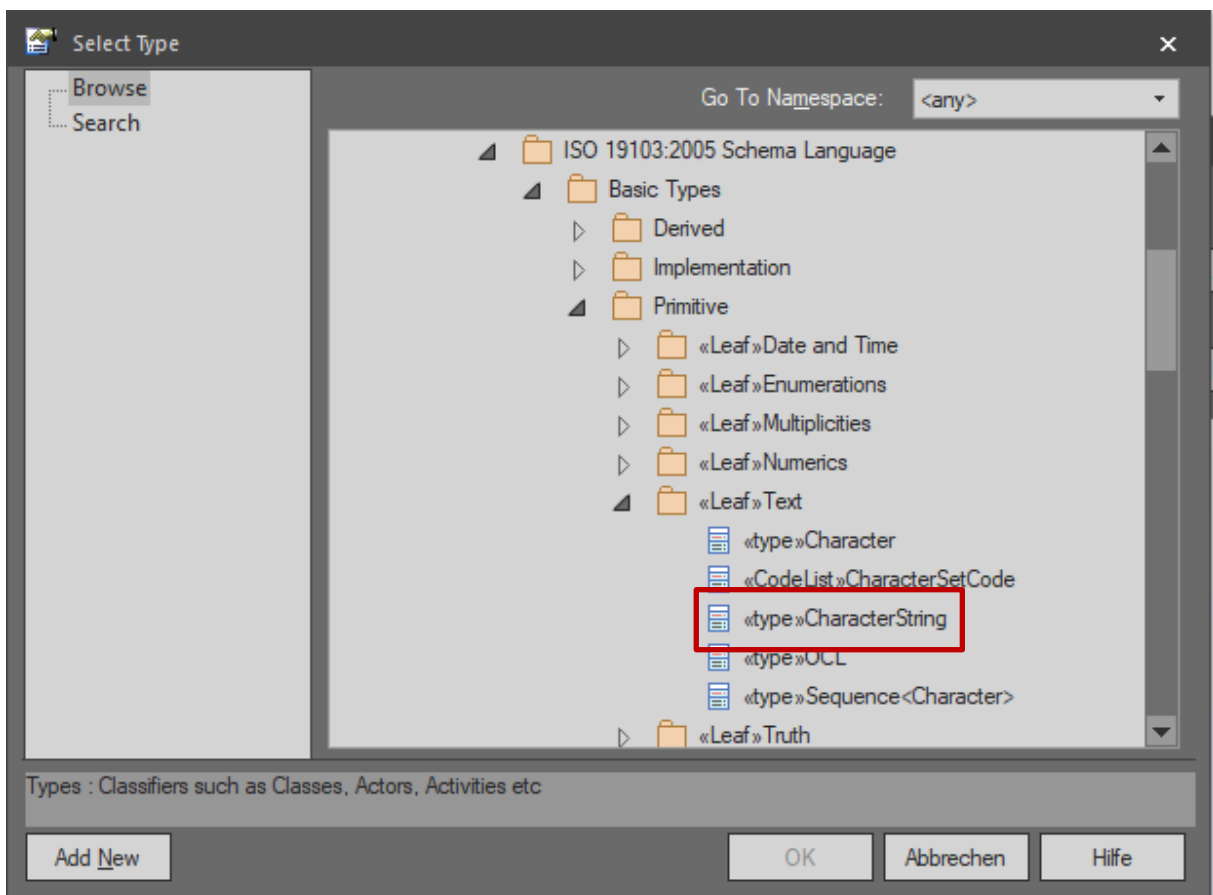 Select Type
Browse
Search
Go To Namespace:
<any>
ISO 19103:2005 Schema Language
Basic Types
Derived
Implementation
Primitive
«Leaf»Date and Time
«Leaf»Enumerations
«Leaf»Multiplicities
«Leaf»Numerics
«Leaf»Text
«type»Character
«CodeList»CharacterSetCode
«type»CharacterString
«type»OCL
«type»Sequence<Character>
«Leaf»Truth
Types : Classifiers such as Classes, Actors, Activities etc
Add New
OK
Abbrechen
Hilfe